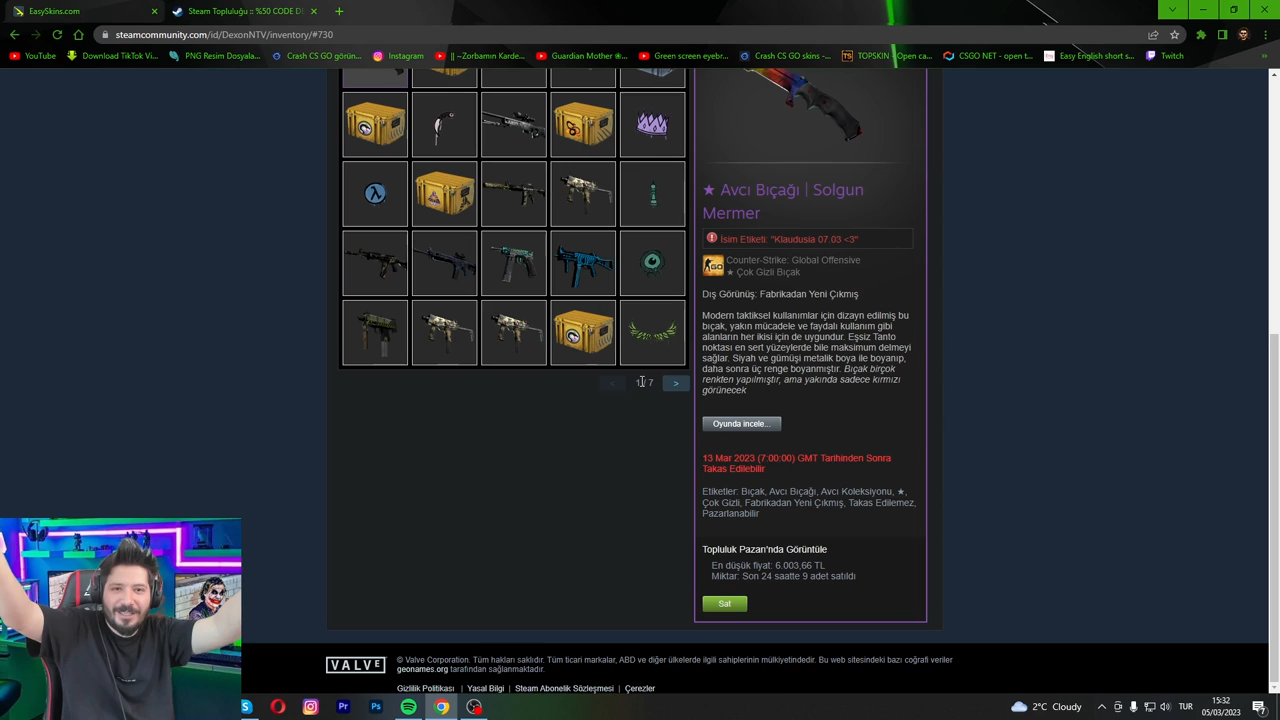 EasySkins.com
Steam Topluluğu :: %50 CODE Dİ
steamcommunity.com/id/DexonNTV/inventory/#730
YouTube
Download TikTok Vi...
PNG Resim Dosyala...
Crash CS GO görün...
Instagram
|| ~Zorbamın Kurba...
Guardian Mother ֎...
Green screen eyebr...
Crash CS GO skins -...
TOPSKIN - Open ca...
CSGO NET - open t...
Easy English short s...
Twitch
★ Avcı Bıçağı | Solgun
Mermer
İsim Etiketi: "Klaudusia 07.03 <3"
Counter-Strike: Global Offensive
★ Çok Gizli Bıçak
Dış Görünüş: Fabrikadan Yeni Çıkmış
Modern taktiksel kullanımlar için dizayn edilmiş bu
bıçak, yakın mücadele ve faydalı kullanım gibi
alanların her ikisi için de uygundur. Eşsiz Tanto
noktası en sert yüzeylerde bile maksimum delmeyi
sağlar. Siyah ve gümüşi metalik boya ile boyanıp,
daha sonra üç renge boyanmıştır. Bıçak birçok
renkten yapılmıştır, ama yakında sadece kırmızı
görünecek
< 1 / 7 >
Oyunda incele...
13 Mar 2023 (7:00:00) GMT Tarihinden Sonra
Takas Edilebilir
Etiketler: Bıçak, Avcı Bıçağı, Avcı Koleksiyonu, ★,
Çok Gizli, Fabrikadan Yeni Çıkmış, Takas Edilemez,
Pazarlanabilir
Topluluk Pazarı'nda Görüntüle
En düşük fiyat: 6.003,66 TL
Miktar: Son 24 saatte 9 adet satıldı
Sat
VALVE
© Valve Corporation. Tüm hakları saklıdır. Tüm ticari markalar, ABD ve diğer ülkelerde ilgili sahiplerinin mülkiyetindedir. Bu web sitesindeki bazı coğrafi veriler
geonames.org tarafından sağlanmaktadır.
Gizlilik Politikası | Yasal Bilgi | Steam Abonelik Sözleşmesi | Çerezler
2°C Cloudy
TUR
15:32
05/03/2023